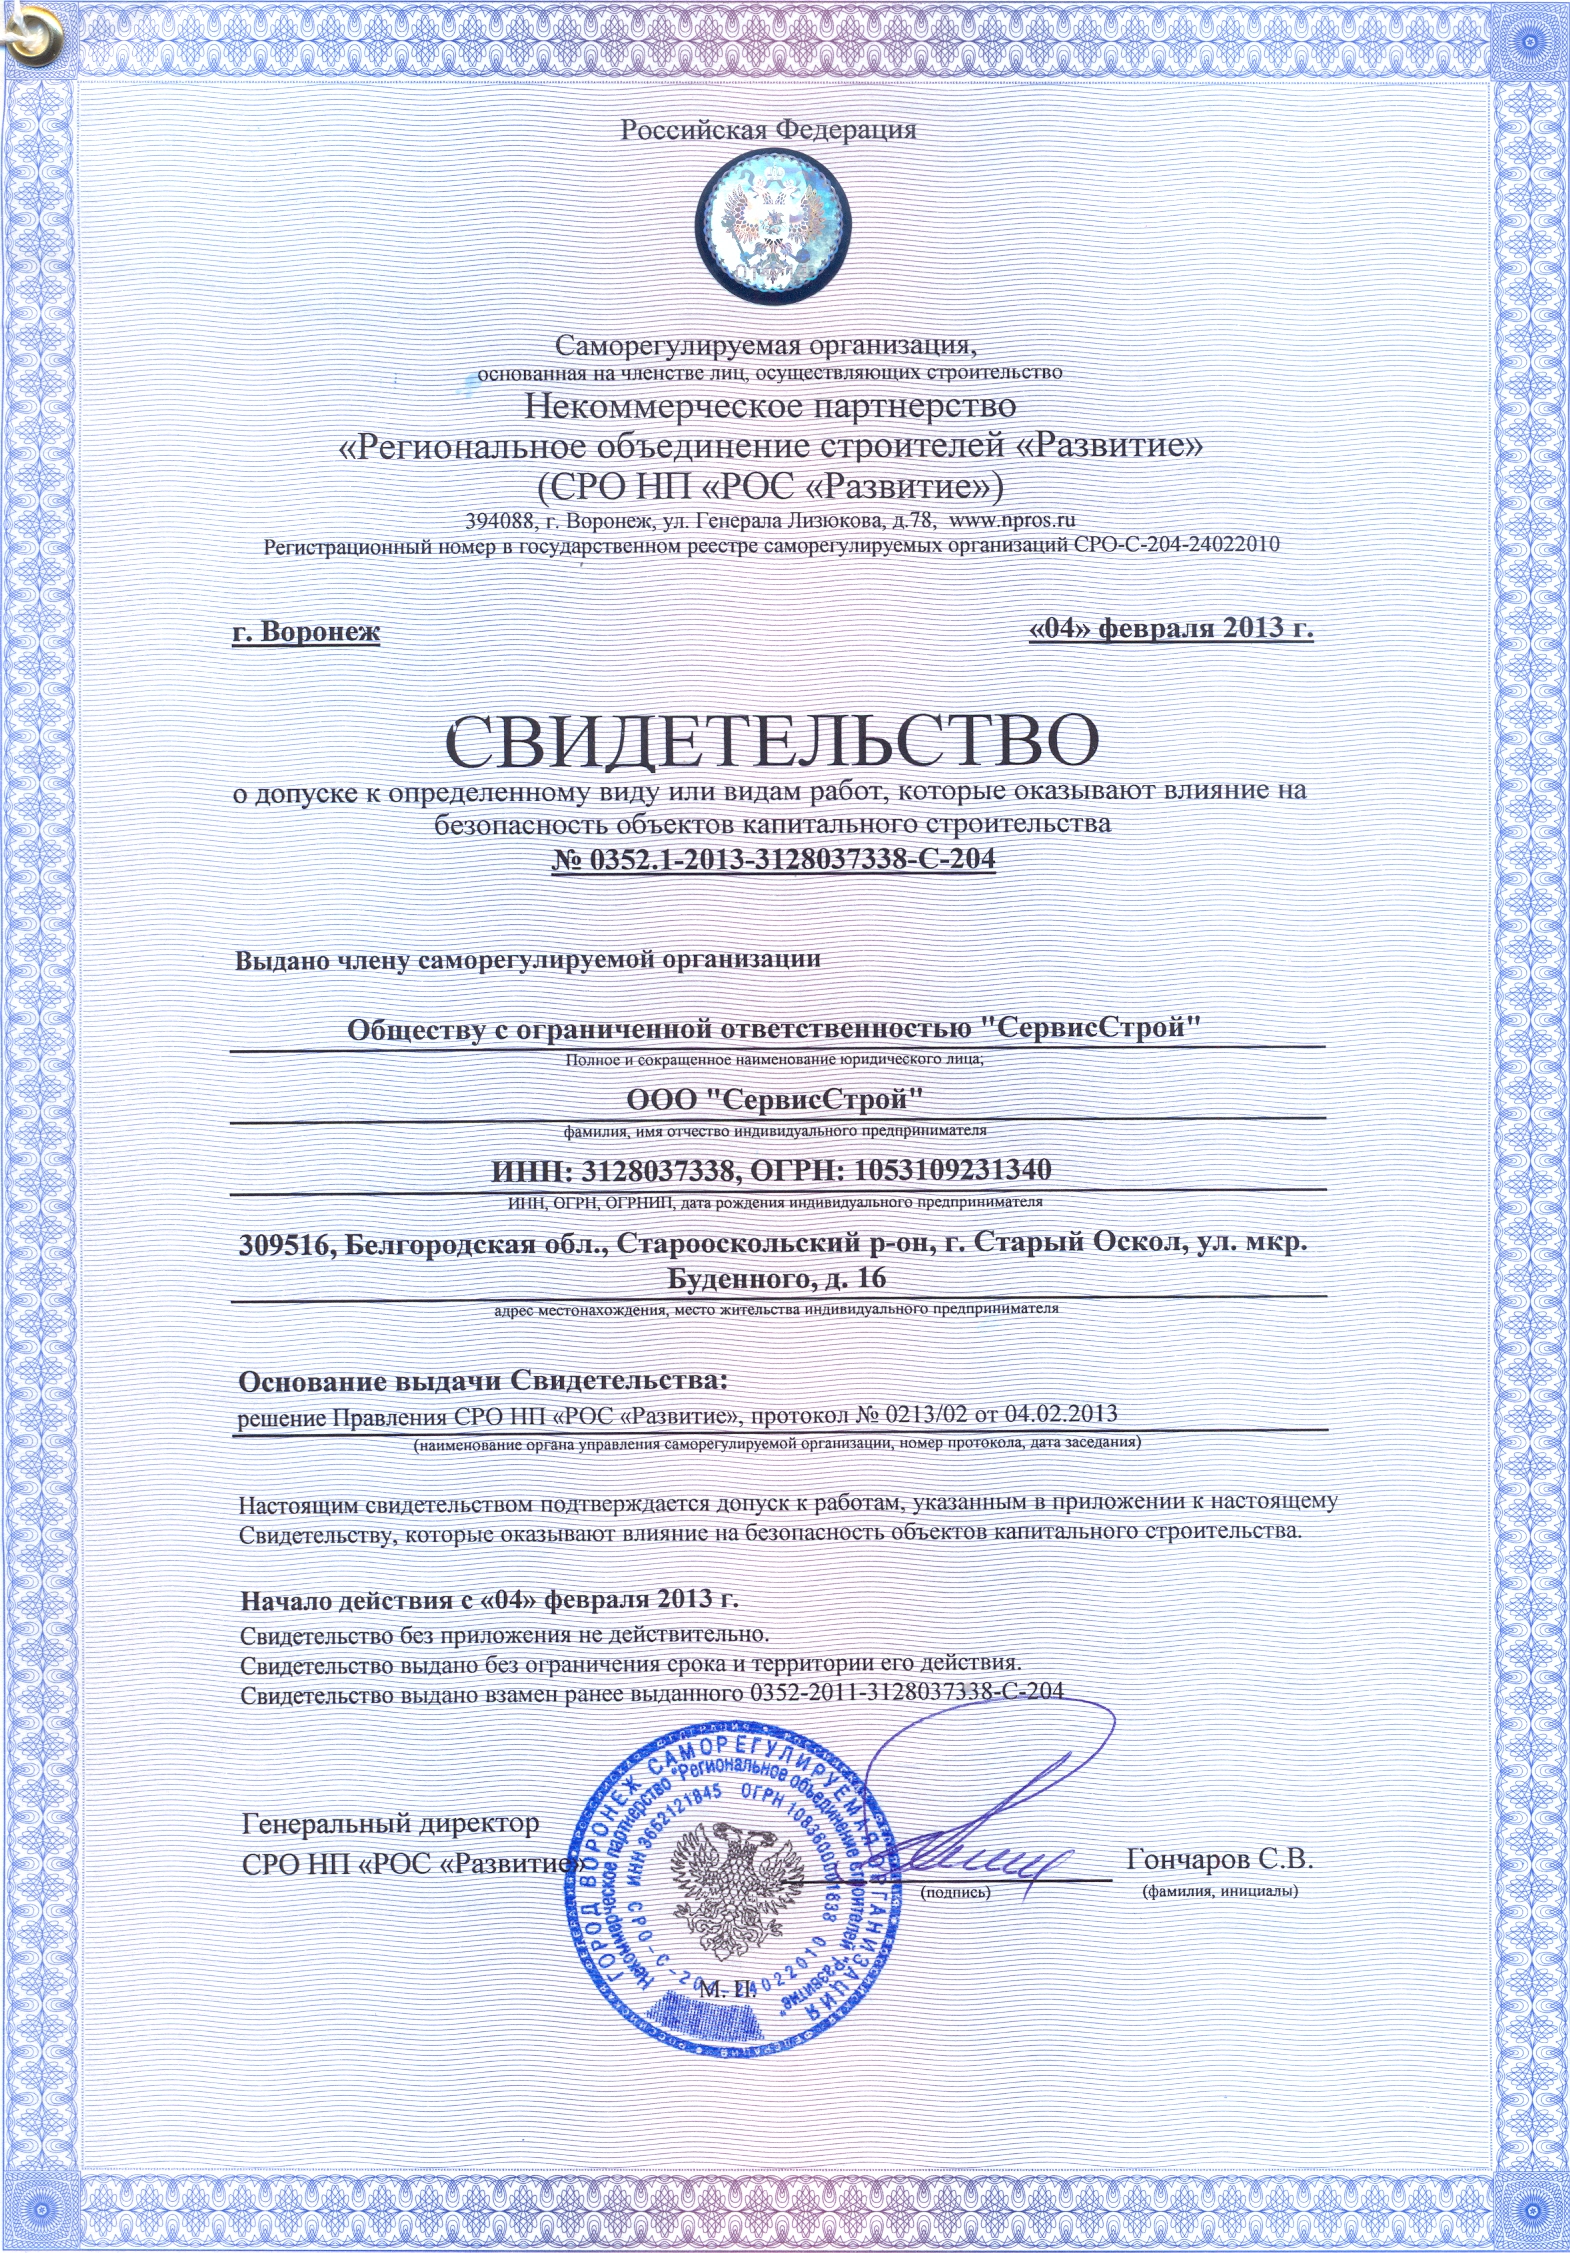 Российская Федерация
Саморегулируемая организация,
основанная на членстве лиц, осуществляющих строительство
Некоммерческое партнерство
«Региональное объединение строителей «Развитие»
(СРО НП «РОС «Развитие»)
394088, г. Воронеж, ул. Генерала Лизюкова, д.78, www.npros.ru
Регистрационный номер в государственном реестре саморегулируемых организаций СРО-С-204-24022010
г. Воронеж
«04» февраля 2013 г.
СВИДЕТЕЛЬСТВО
о допуске к определенному виду или видам работ, которые оказывают влияние на
безопасность объектов капитального строительства
№ 0352.1-2013-3128037338-С-204
Выдано члену саморегулируемой организации
Обществу с ограниченной ответственностью "СервисСтрой"
Полное и сокращенное наименование юридического лица;
ООО "СервисСтрой"
фамилия, имя отчество индивидуального предпринимателя
ИНН: 3128037338, ОГРН: 1053109231340
ИНН, ОГРН, ОГРНИП, дата рождения индивидуального предпринимателя
309516, Белгородская обл., Старооскольский р-он, г. Старый Оскол, ул. мкр.
Буденного, д. 16
адрес местонахождения, место жительства индивидуального предпринимателя
Основание выдачи Свидетельства:
решение Правления СРО НП «РОС «Развитие», протокол № 0213/02 от 04.02.2013
(наименование органа управления саморегулируемой организации, номер протокола, дата заседания)
Настоящим свидетельством подтверждается допуск к работам, указанным в приложении к настоящему
Свидетельству, которые оказывают влияние на безопасность объектов капитального строительства.
Начало действия с «04» февраля 2013 г.
Свидетельство без приложения не действительно.
Свидетельство выдано без ограничения срока и территории его действия.
Свидетельство выдано взамен ранее выданного 0352-2011-3128037338-С-204
Генеральный директор
СРО НП «РОС «Развитие»
(подпись)
Гончаров С.В.
(фамилия, инициалы)
М. П.
ГОРОД ВОРОНЕЖ САМОРЕГУЛИРУЕМАЯ ОРГАНИЗАЦИЯ
Некоммерческое партнерство "Региональное объединение строителей "Развитие"
ИНН 3662121845 ОГРН 1083600001638
СРО-С-204-24022010